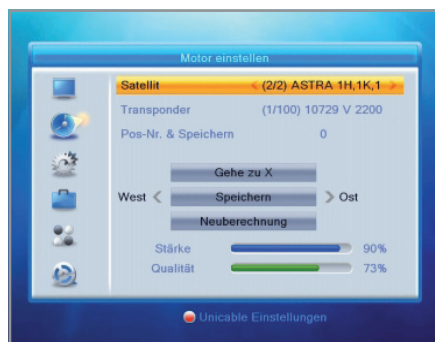 Motor einstellen
Satellit (2/2) ASTRA 1H,1K,1
Transponder (1/100) 10729 V 2200
Pos-Nr. & Speichern 0
Gehe zu X
West Speichern Ost
Neuberechnung
Stärke 90%
Qualität 73%
Unicable Einstellungen